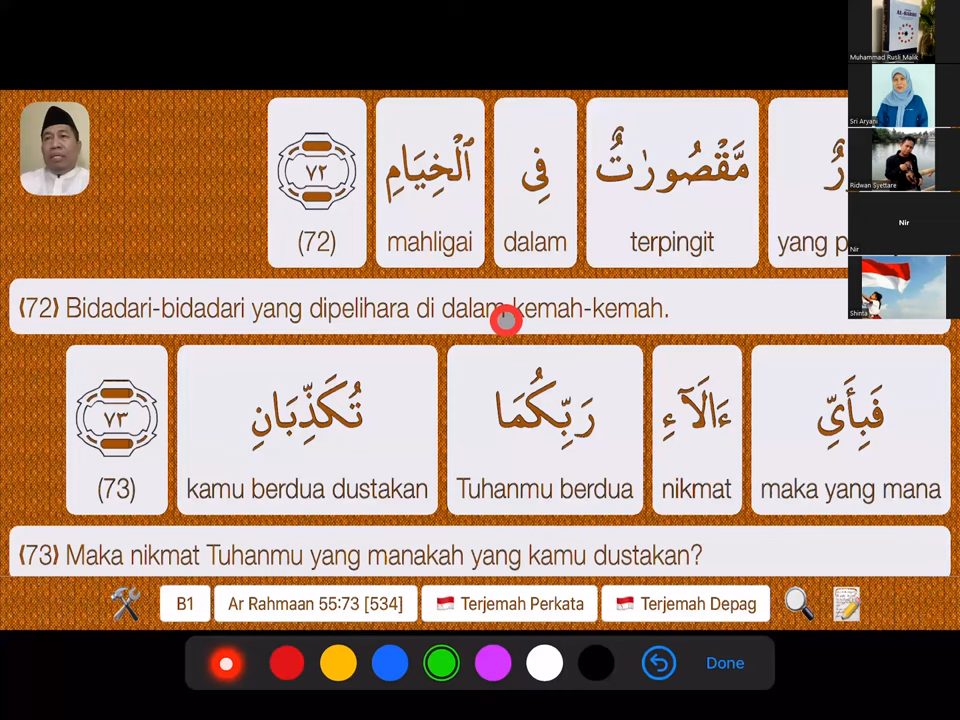 Muhammad Rusli Malik
Sri Aryani
Ridwan Syettare
Nir
Nir
Shinta
مَّقْصُورَٰتٌ فِى ٱلْخِيَامِ ٧٢
yang terpingit dalam mahligai (72)
(72) Bidadari-bidadari yang dipelihara di dalam kemah-kemah.
فَبِأَىِّ ءَالَآءِ رَبِّكُمَا تُكَذِّبَانِ ٧٣
maka yang mana nikmat Tuhanmu berdua kamu berdua dustakan (73)
(73) Maka nikmat Tuhanmu yang manakah yang kamu dustakan?
B1 Ar Rahmaan 55:73 [534] Terjemah Perkata Terjemah Depag
Done